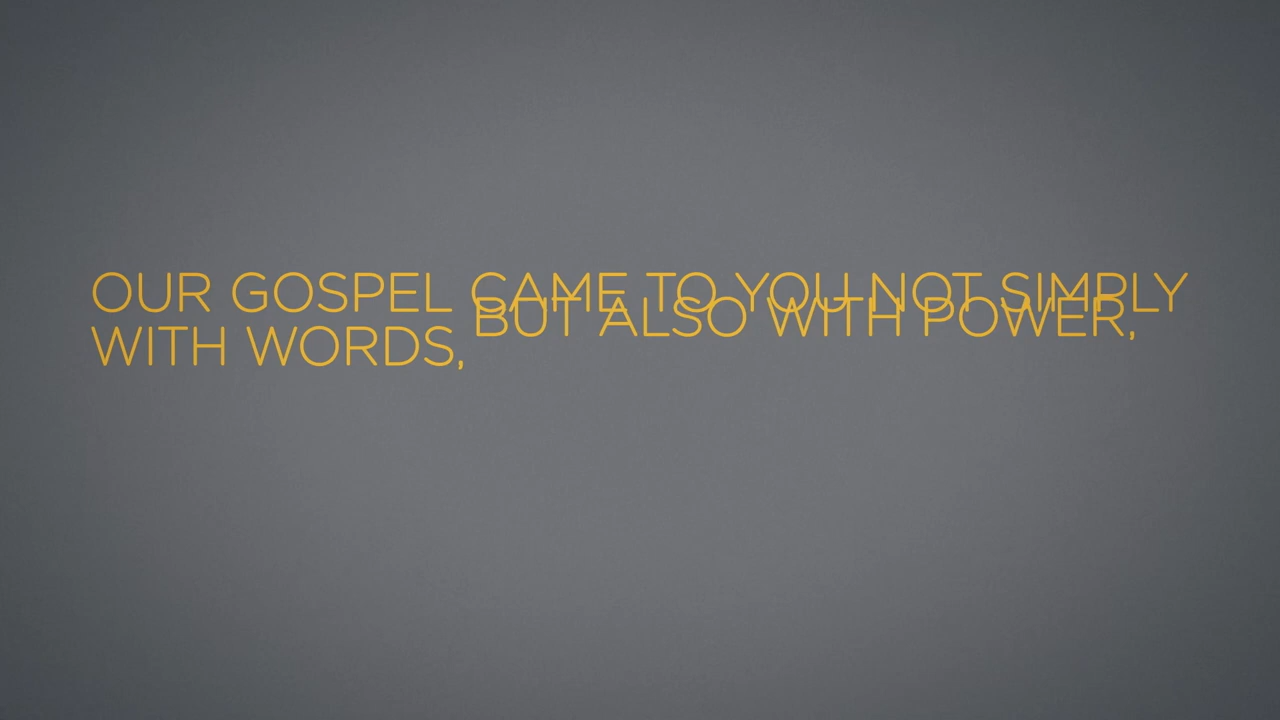 OUR GOSPEL CAME TO YOU NOT SIMPLY
WITH WORDS,
BUT ALSO WITH POWER,